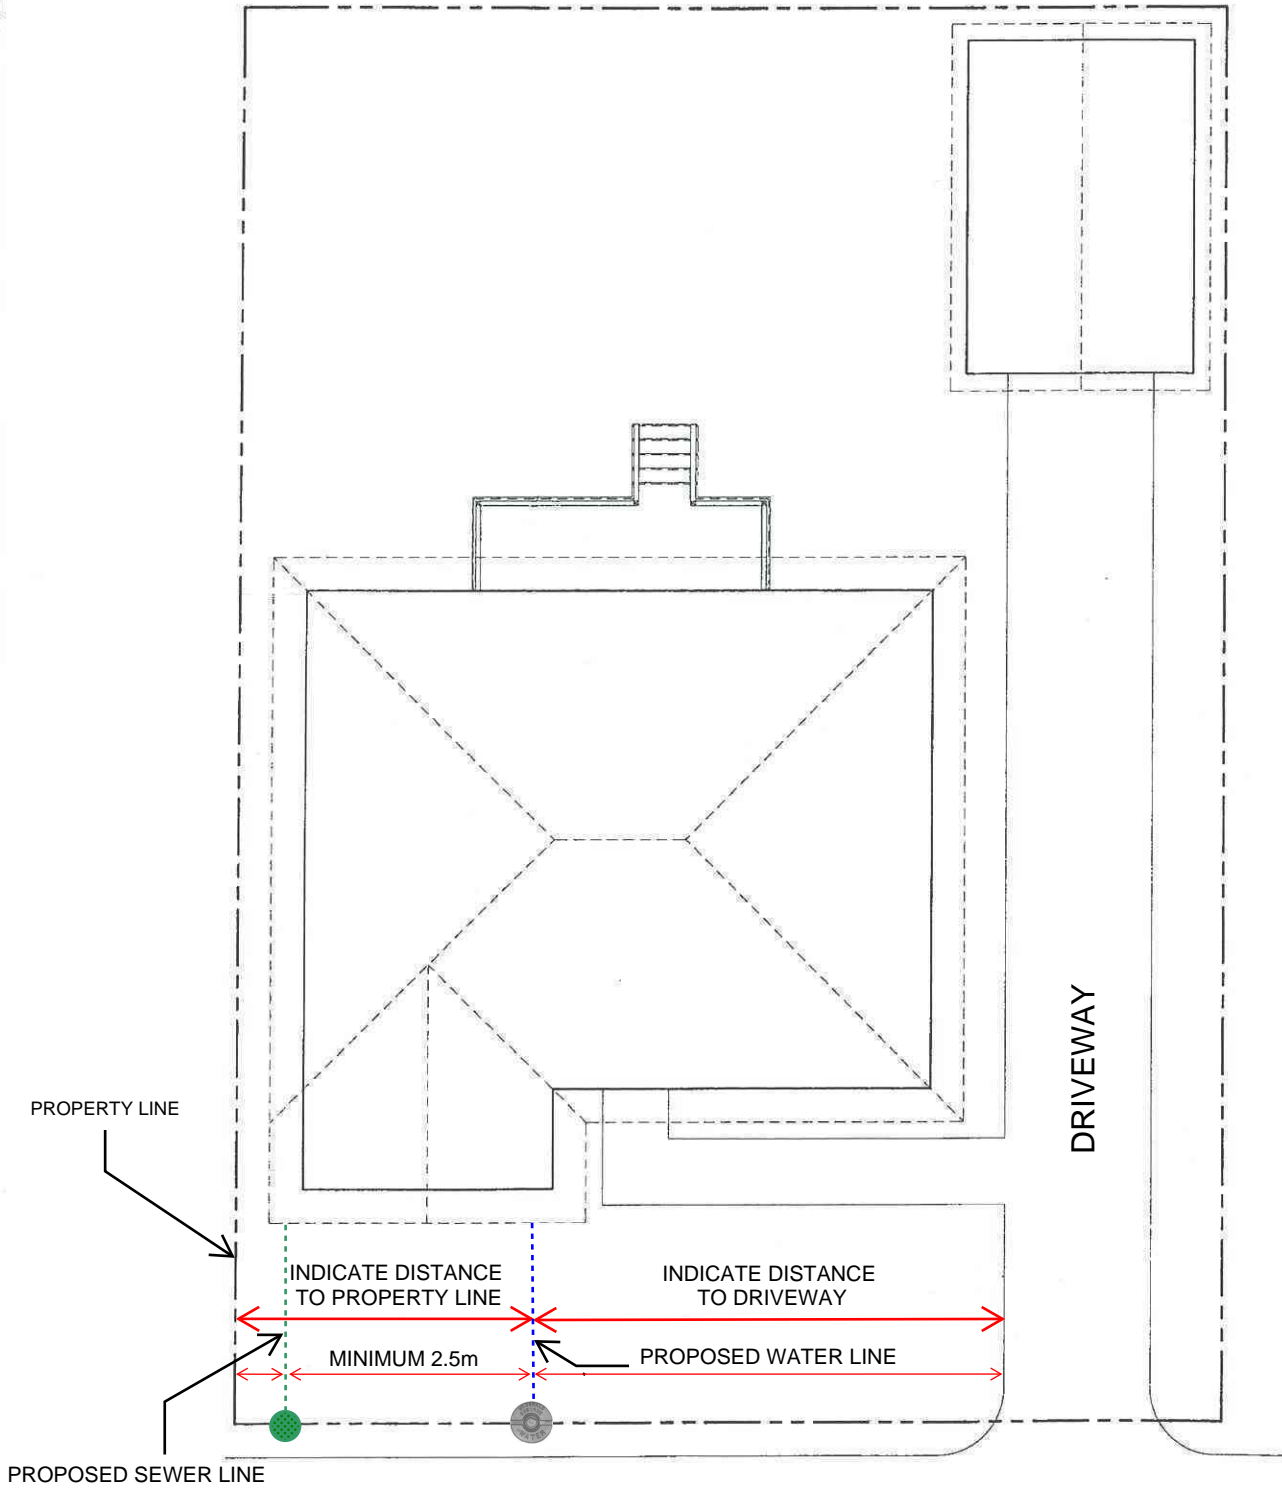 DRIVEWAY
PROPERTY LINE
INDICATE DISTANCE
TO PROPERTY LINE
INDICATE DISTANCE
TO DRIVEWAY
MINIMUM 2.5m
PROPOSED WATER LINE
WATER
PROPOSED SEWER LINE